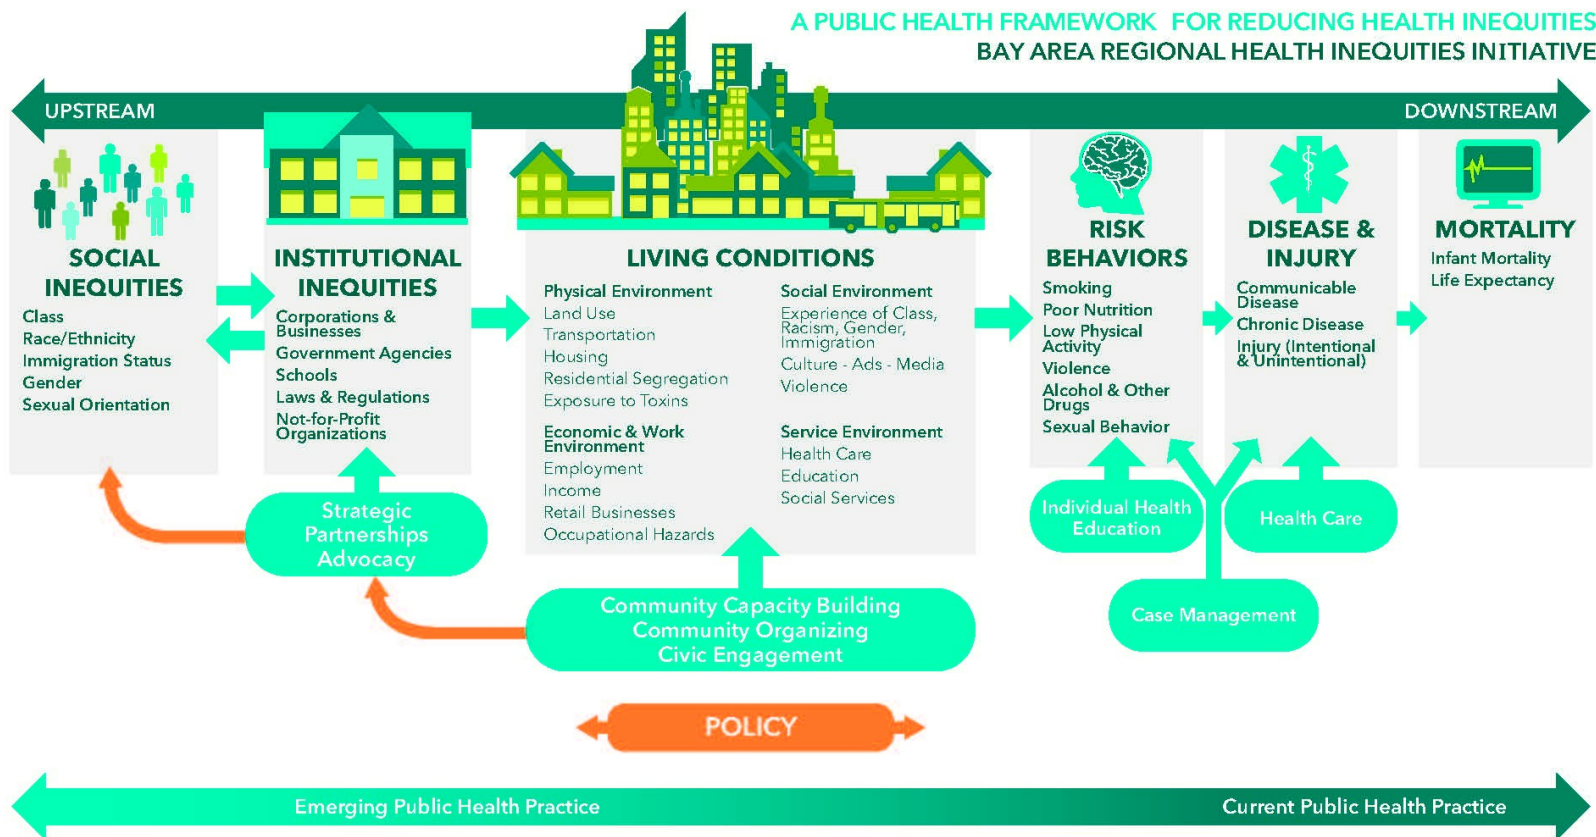 A PUBLIC HEALTH FRAMEWORK FOR REDUCING HEALTH INEQUITIES
BAY AREA REGIONAL HEALTH INEQUITIES INITIATIVE
UPSTREAM
DOWNSTREAM
SOCIAL
INEQUITIES
Class
Race/Ethnicity
Immigration Status
Gender
Sexual Orientation
INSTITUTIONAL
INEQUITIES
Corporations &
Businesses
Government Agencies
Schools
Laws & Regulations
Not-for-Profit
Organizations
LIVING CONDITIONS
Physical Environment
Land Use
Transportation
Housing
Residential Segregation
Exposure to Toxins
Economic & Work
Environment
Employment
Income
Retail Businesses
Occupational Hazards
Social Environment
Experience of Class,
Racism, Gender,
Immigration
Culture - Ads - Media
Violence
Service Environment
Health Care
Education
Social Services
RISK
BEHAVIORS
Smoking
Poor Nutrition
Low Physical
Activity
Violence
Alcohol & Other
Drugs
Sexual Behavior
DISEASE &
INJURY
Communicable
Disease
Chronic Disease
Injury (Intentional
& Unintentional)
MORTALITY
Infant Mortality
Life Expectancy
Strategic
Partnerships
Advocacy
Community Capacity Building
Community Organizing
Civic Engagement
Individual Health
Education
Health Care
Case Management
POLICY
Emerging Public Health Practice
Current Public Health Practice